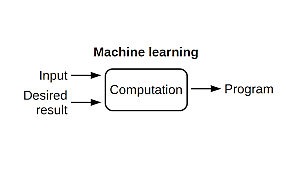 Machine learning
Input
Desired
result
Computation
Program